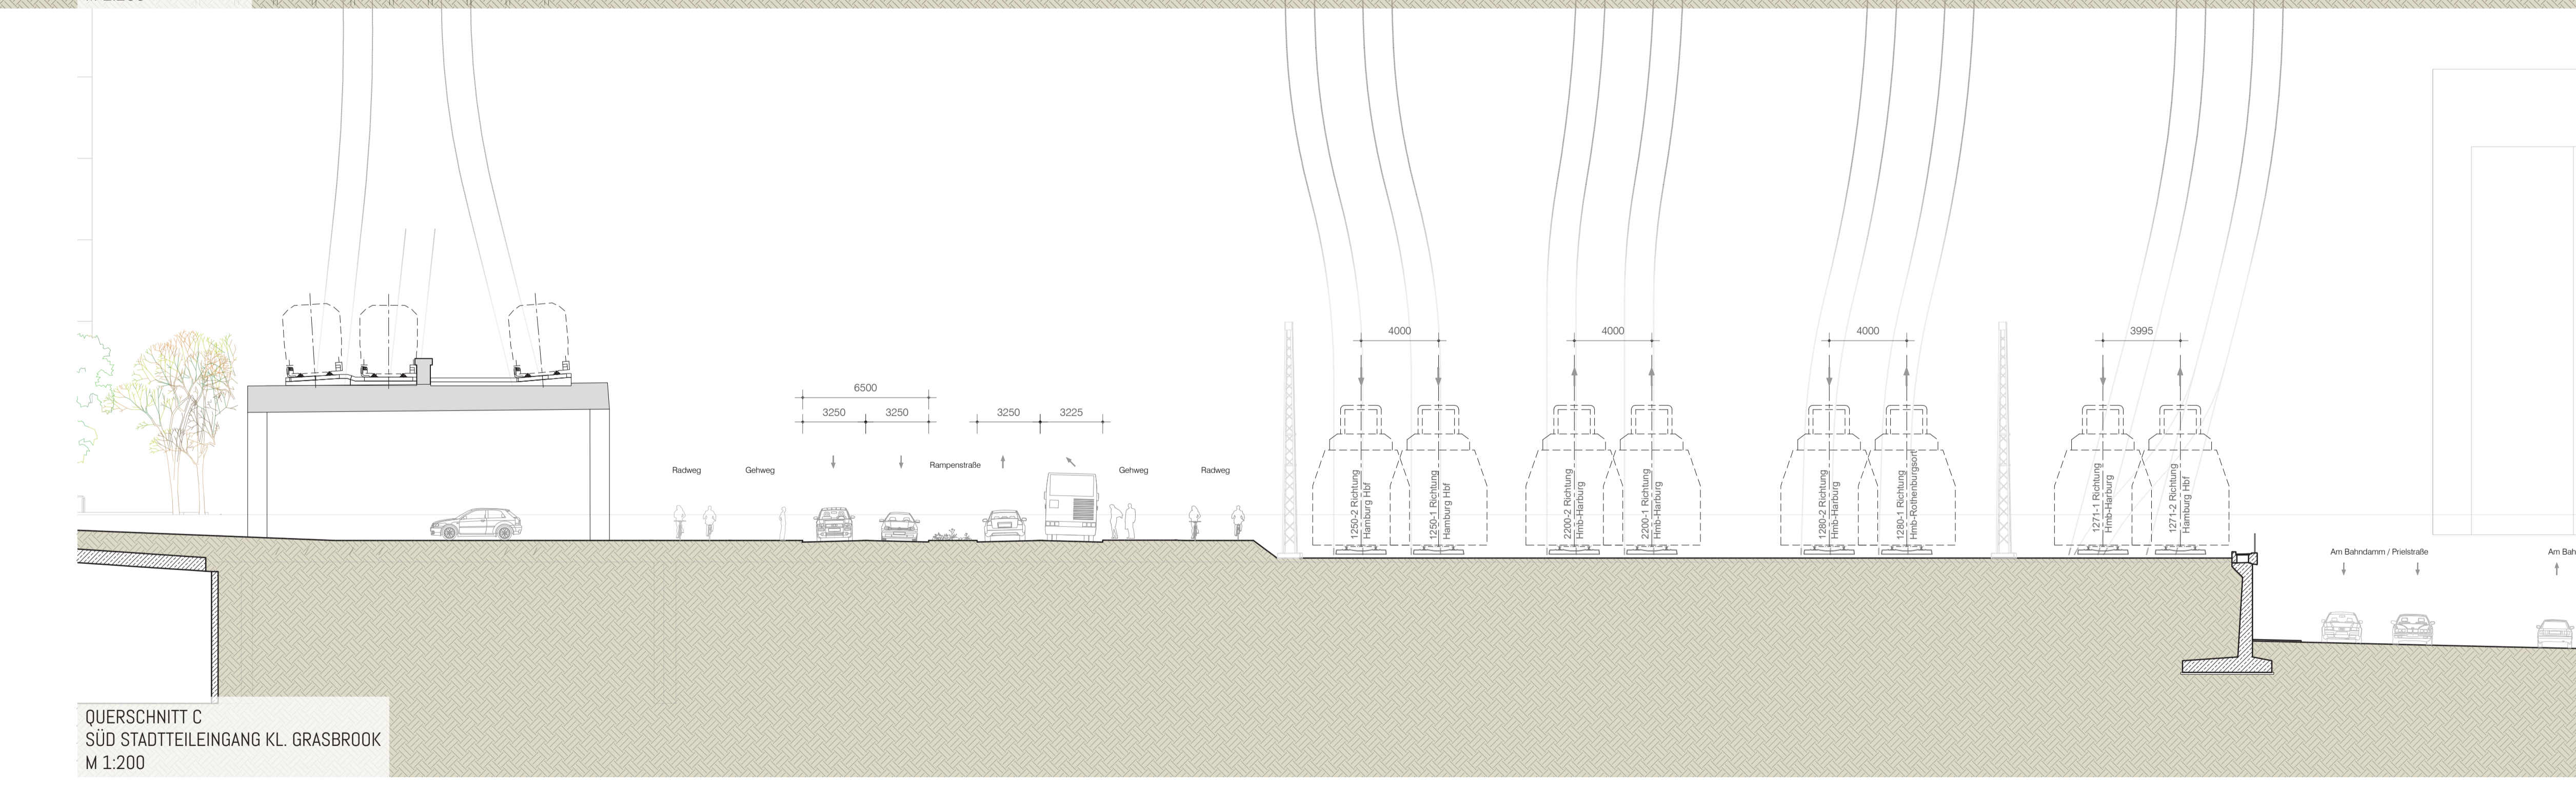 4000
4000
4000
3995
6500
3250
3250
3250
3225
Radweg
Gehweg
Rampenstraße
Gehweg
Radweg
1250-2 Richtung
Hamburg Hbf
1250-1 Richtung
Hamburg Hbf
2200-2 Richtung
Hmb-Harburg
2200-1 Richtung
Hmb-Harburg
1280-2 Richtung
Hmb-Harburg
1280-1 Richtung
Hmb-Rothenburgsort
1271-1 Richtung
Hmb-Harburg
1271-2 Richtung
Hamburg Hbf
Am Bahndamm / Prielstraße
Am Bah
QUERSCHNITT C
SÜD STADTTEILEINGANG KL. GRASBROOK
M 1:200